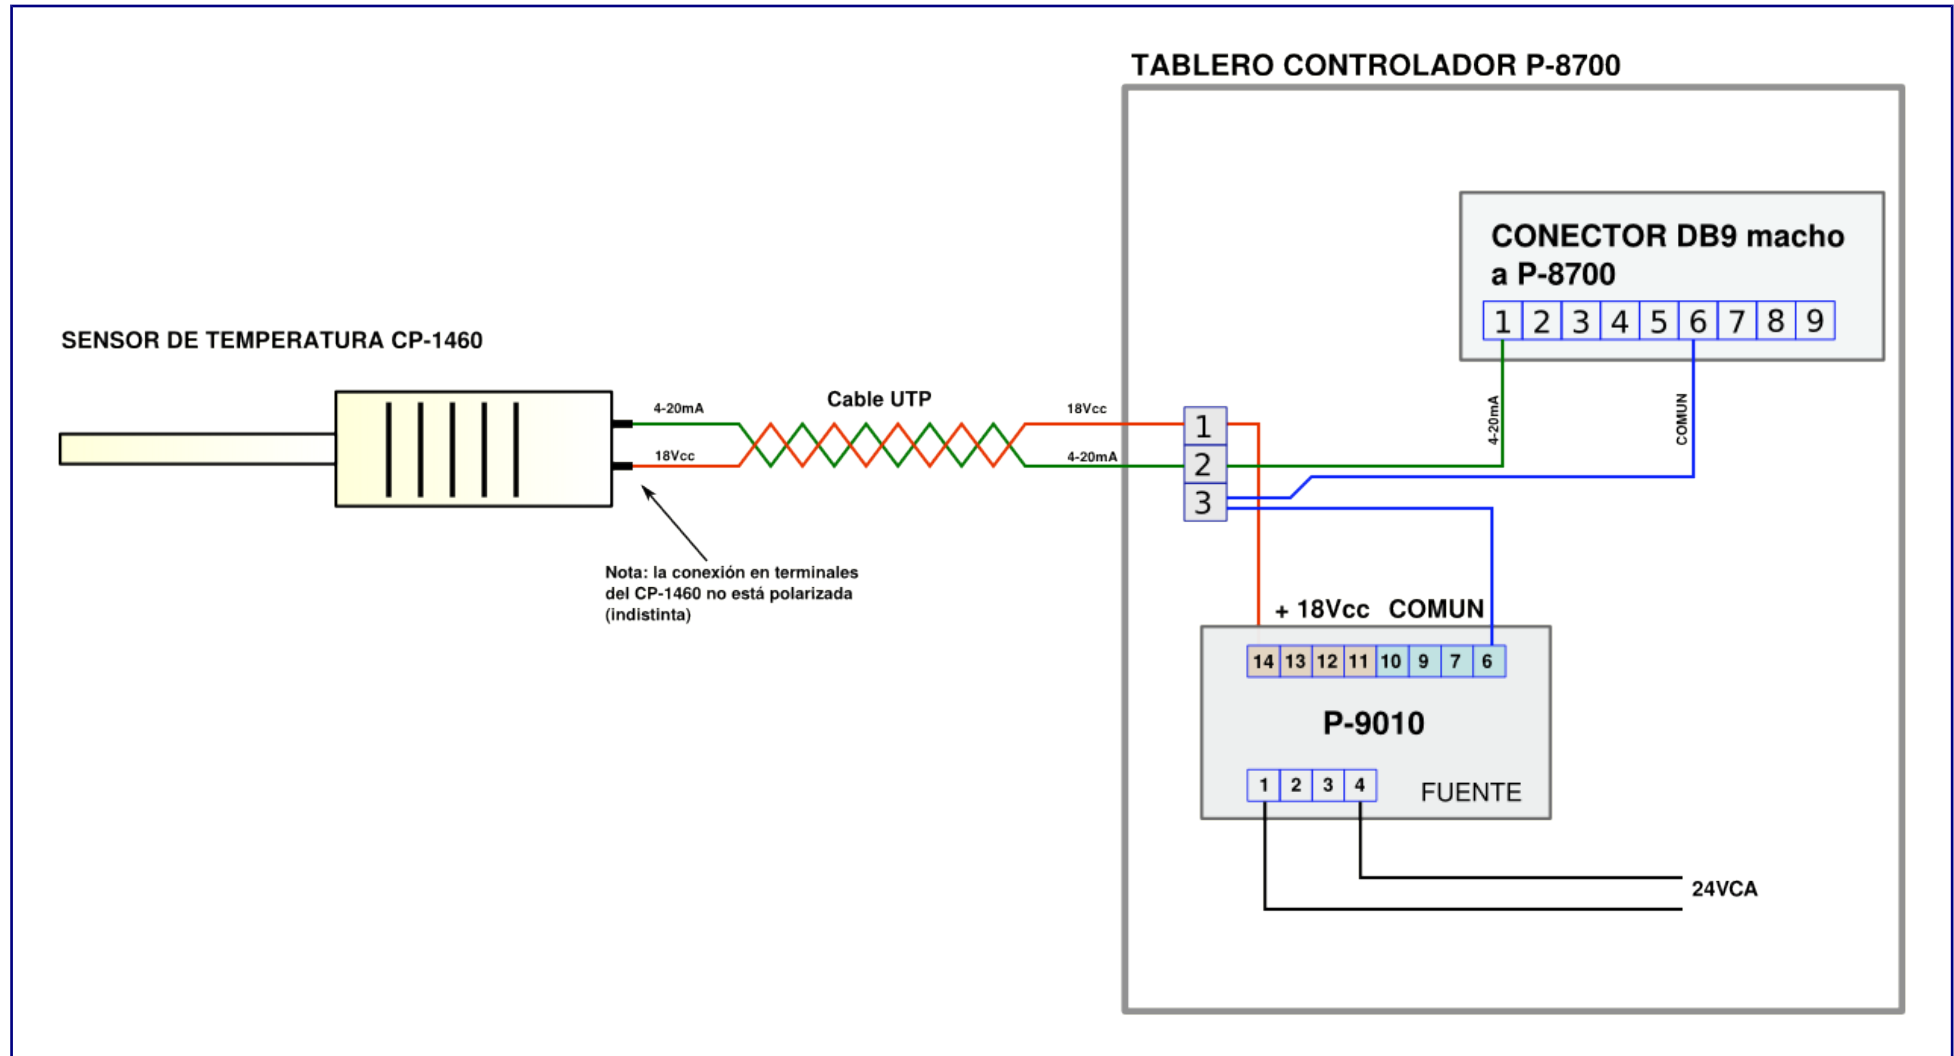 TABLERO CONTROLADOR P-8700
CONECTOR DB9 macho
a P-8700
1 2 3 4 5 6 7 8 9
SENSOR DE TEMPERATURA CP-1460
4-20mA
18Vcc
Cable UTP
18Vcc
4-20mA
1
2
3
4-20mA
COMUN
Nota: la conexión en terminales
del CP-1460 no está polarizada
(indistinta)
+ 18Vcc COMUN
14 13 12 11 10 9 7 6
P-9010
1 2 3 4
FUENTE
24VCA